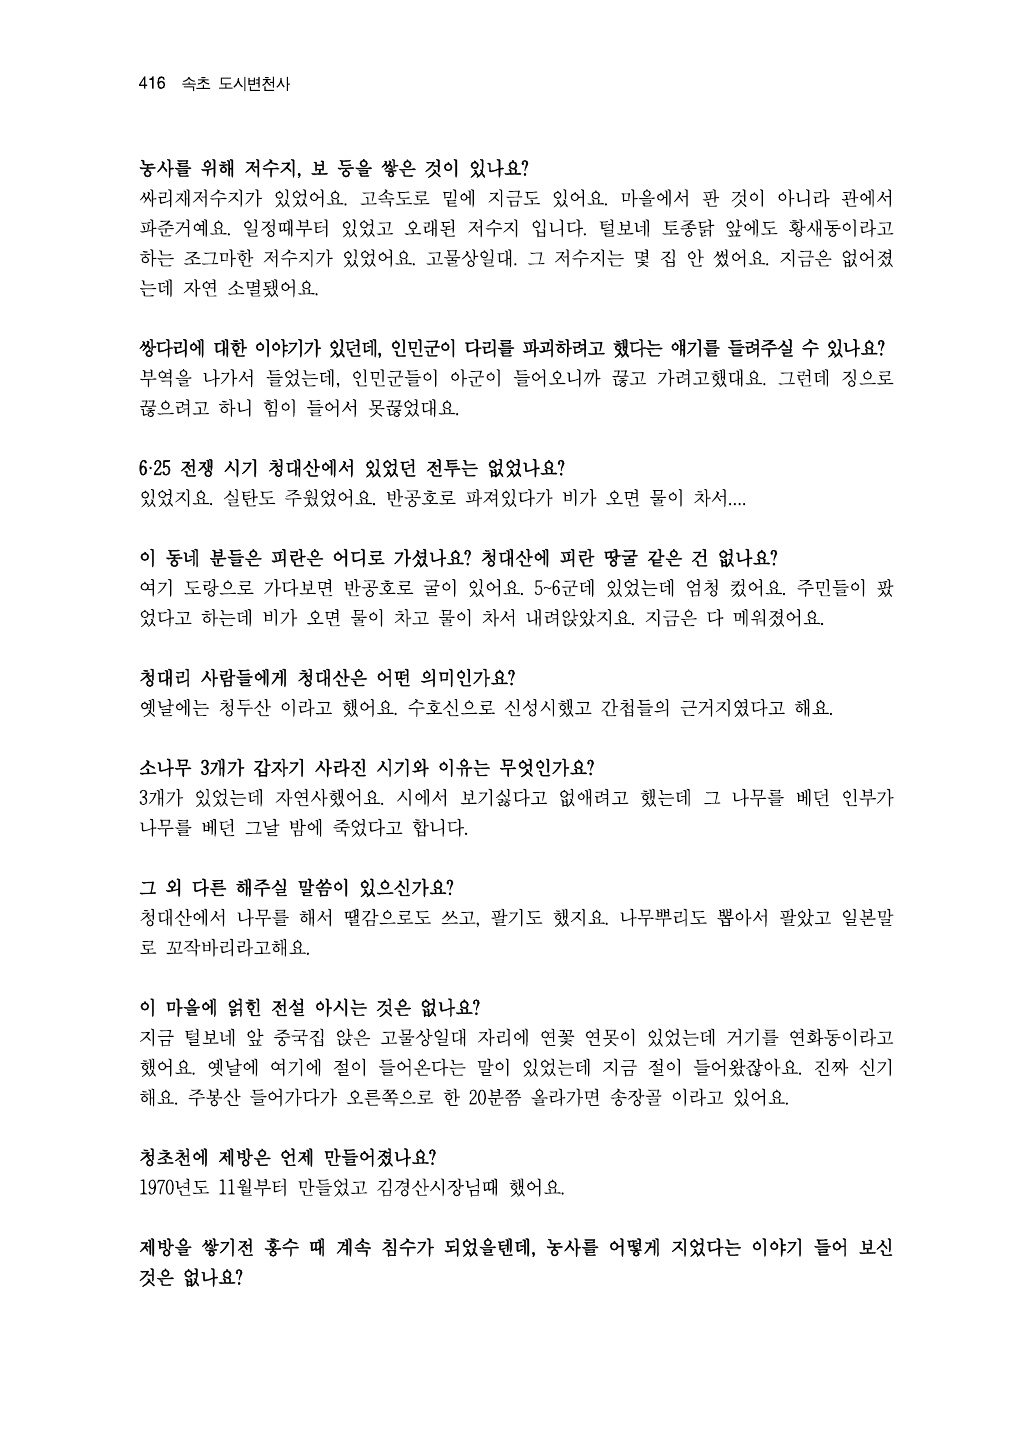 416 속초 도시변천사
농사를 위해 저수지, 보 등을 쌓은 것이 있나요?
싸리재저수지가 있었어요. 고속도로 밑에 지금도 있어요. 마을에서 판 것이 아니라 관에서
파준거예요. 일정때부터 있었고 오래된 저수지 입니다. 털보네 토종닭 앞에도 황새동이라고
하는 조그마한 저수지가 있었어요. 고물상일대. 그 저수지는 몇 집 안 썼어요. 지금은 없어졌
는데 자연 소멸됐어요.
쌍다리에 대한 이야기가 있던데, 인민군이 다리를 파괴하려고 했다는 얘기를 들려주실 수 있나요?
부역을 나가서 들었는데, 인민군들이 아군이 들어오니까 끊고 가려고했대요. 그런데 징으로
끊으려고 하니 힘이 들어서 못끊었대요.
6·25 전쟁 시기 청대산에서 있었던 전투는 없었나요?
있었지요. 실탄도 주웠었어요. 반공호로 파져있다가 비가 오면 물이 차서....
이 동네 분들은 피란은 어디로 가셨나요? 청대산에 피란 땅굴 같은 건 없나요?
여기 도랑으로 가다보면 반공호로 굴이 있어요. 5~6군데 있었는데 엄청 컸어요. 주민들이 팠
었다고 하는데 비가 오면 물이 차고 물이 차서 내려앉았지요. 지금은 다 메워졌어요.
청대리 사람들에게 청대산은 어떤 의미인가요?
옛날에는 청두산 이라고 했어요. 수호신으로 신성시했고 간첩들의 근거지였다고 해요.
소나무 3개가 갑자기 사라진 시기와 이유는 무엇인가요?
3개가 있었는데 자연사했어요. 시에서 보기싫다고 없애려고 했는데 그 나무를 베던 인부가
나무를 베던 그날 밤에 죽었다고 합니다.
그 외 다른 해주실 말씀이 있으신가요?
청대산에서 나무를 해서 땔감으로도 쓰고, 팔기도 했지요. 나무뿌리도 뽑아서 팔았고 일본말
로 꼬작바리라고해요.
이 마을에 얽힌 전설 아시는 것은 없나요?
지금 털보네 앞 중국집 앉은 고물상일대 자리에 연꽃 연못이 있었는데 거기를 연화동이라고
했어요. 옛날에 여기에 절이 들어온다는 말이 있었는데 지금 절이 들어왔잖아요. 진짜 신기
해요. 주봉산 들어가다가 오른쪽으로 한 20분쯤 올라가면 송장골 이라고 있어요.
청초천에 제방은 언제 만들어졌나요?
1970년도 11월부터 만들었고 김경산시장님때 했어요.
제방을 쌓기전 홍수 때 계속 침수가 되었을텐데, 농사를 어떻게 지었다는 이야기 들어 보신
것은 없나요?